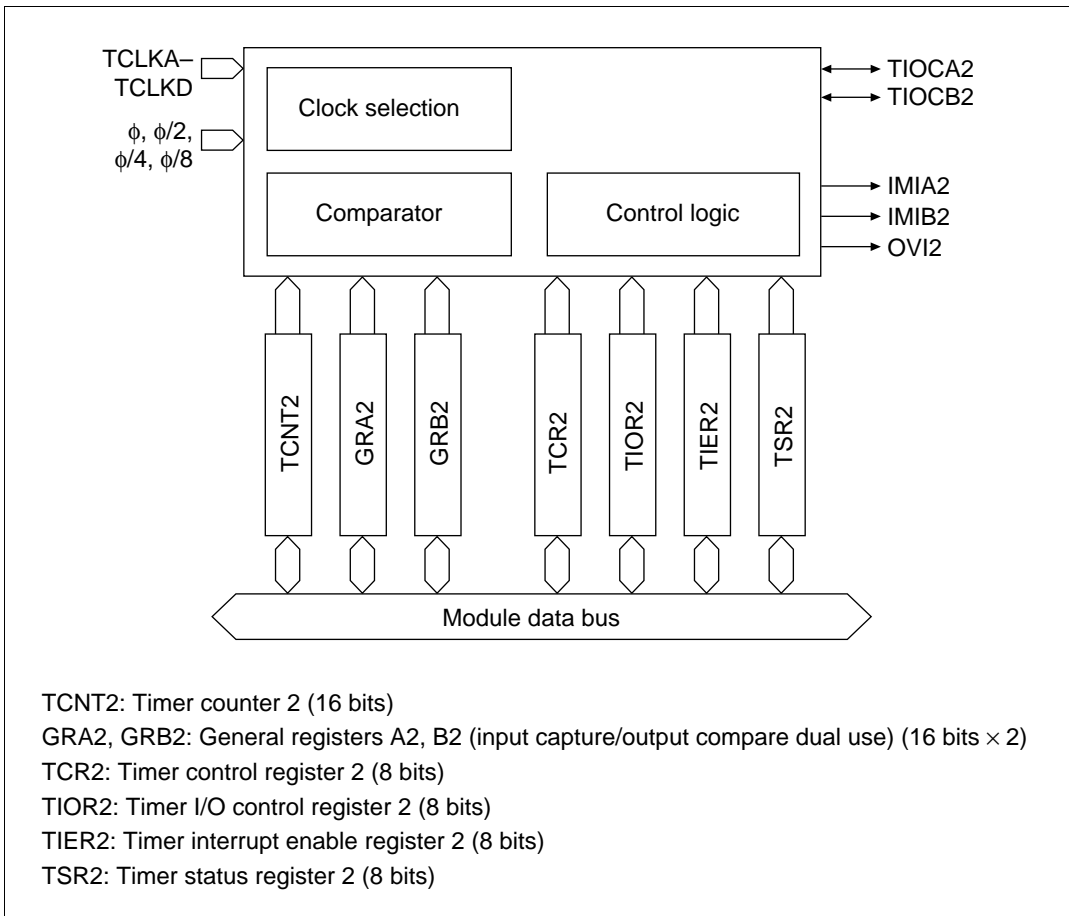 TCLKA–
TCLKD
ϕ, ϕ/2,
ϕ/4, ϕ/8
Clock selection
Comparator
Control logic
TIOCA2
TIOCB2
IMIA2
IMIB2
OVI2
TCNT2
GRA2
GRB2
TCR2
TIOR2
TIER2
TSR2
Module data bus
TCNT2: Timer counter 2 (16 bits)
GRA2, GRB2: General registers A2, B2 (input capture/output compare dual use) (16 bits × 2)
TCR2: Timer control register 2 (8 bits)
TIOR2: Timer I/O control register 2 (8 bits)
TIER2: Timer interrupt enable register 2 (8 bits)
TSR2: Timer status register 2 (8 bits)